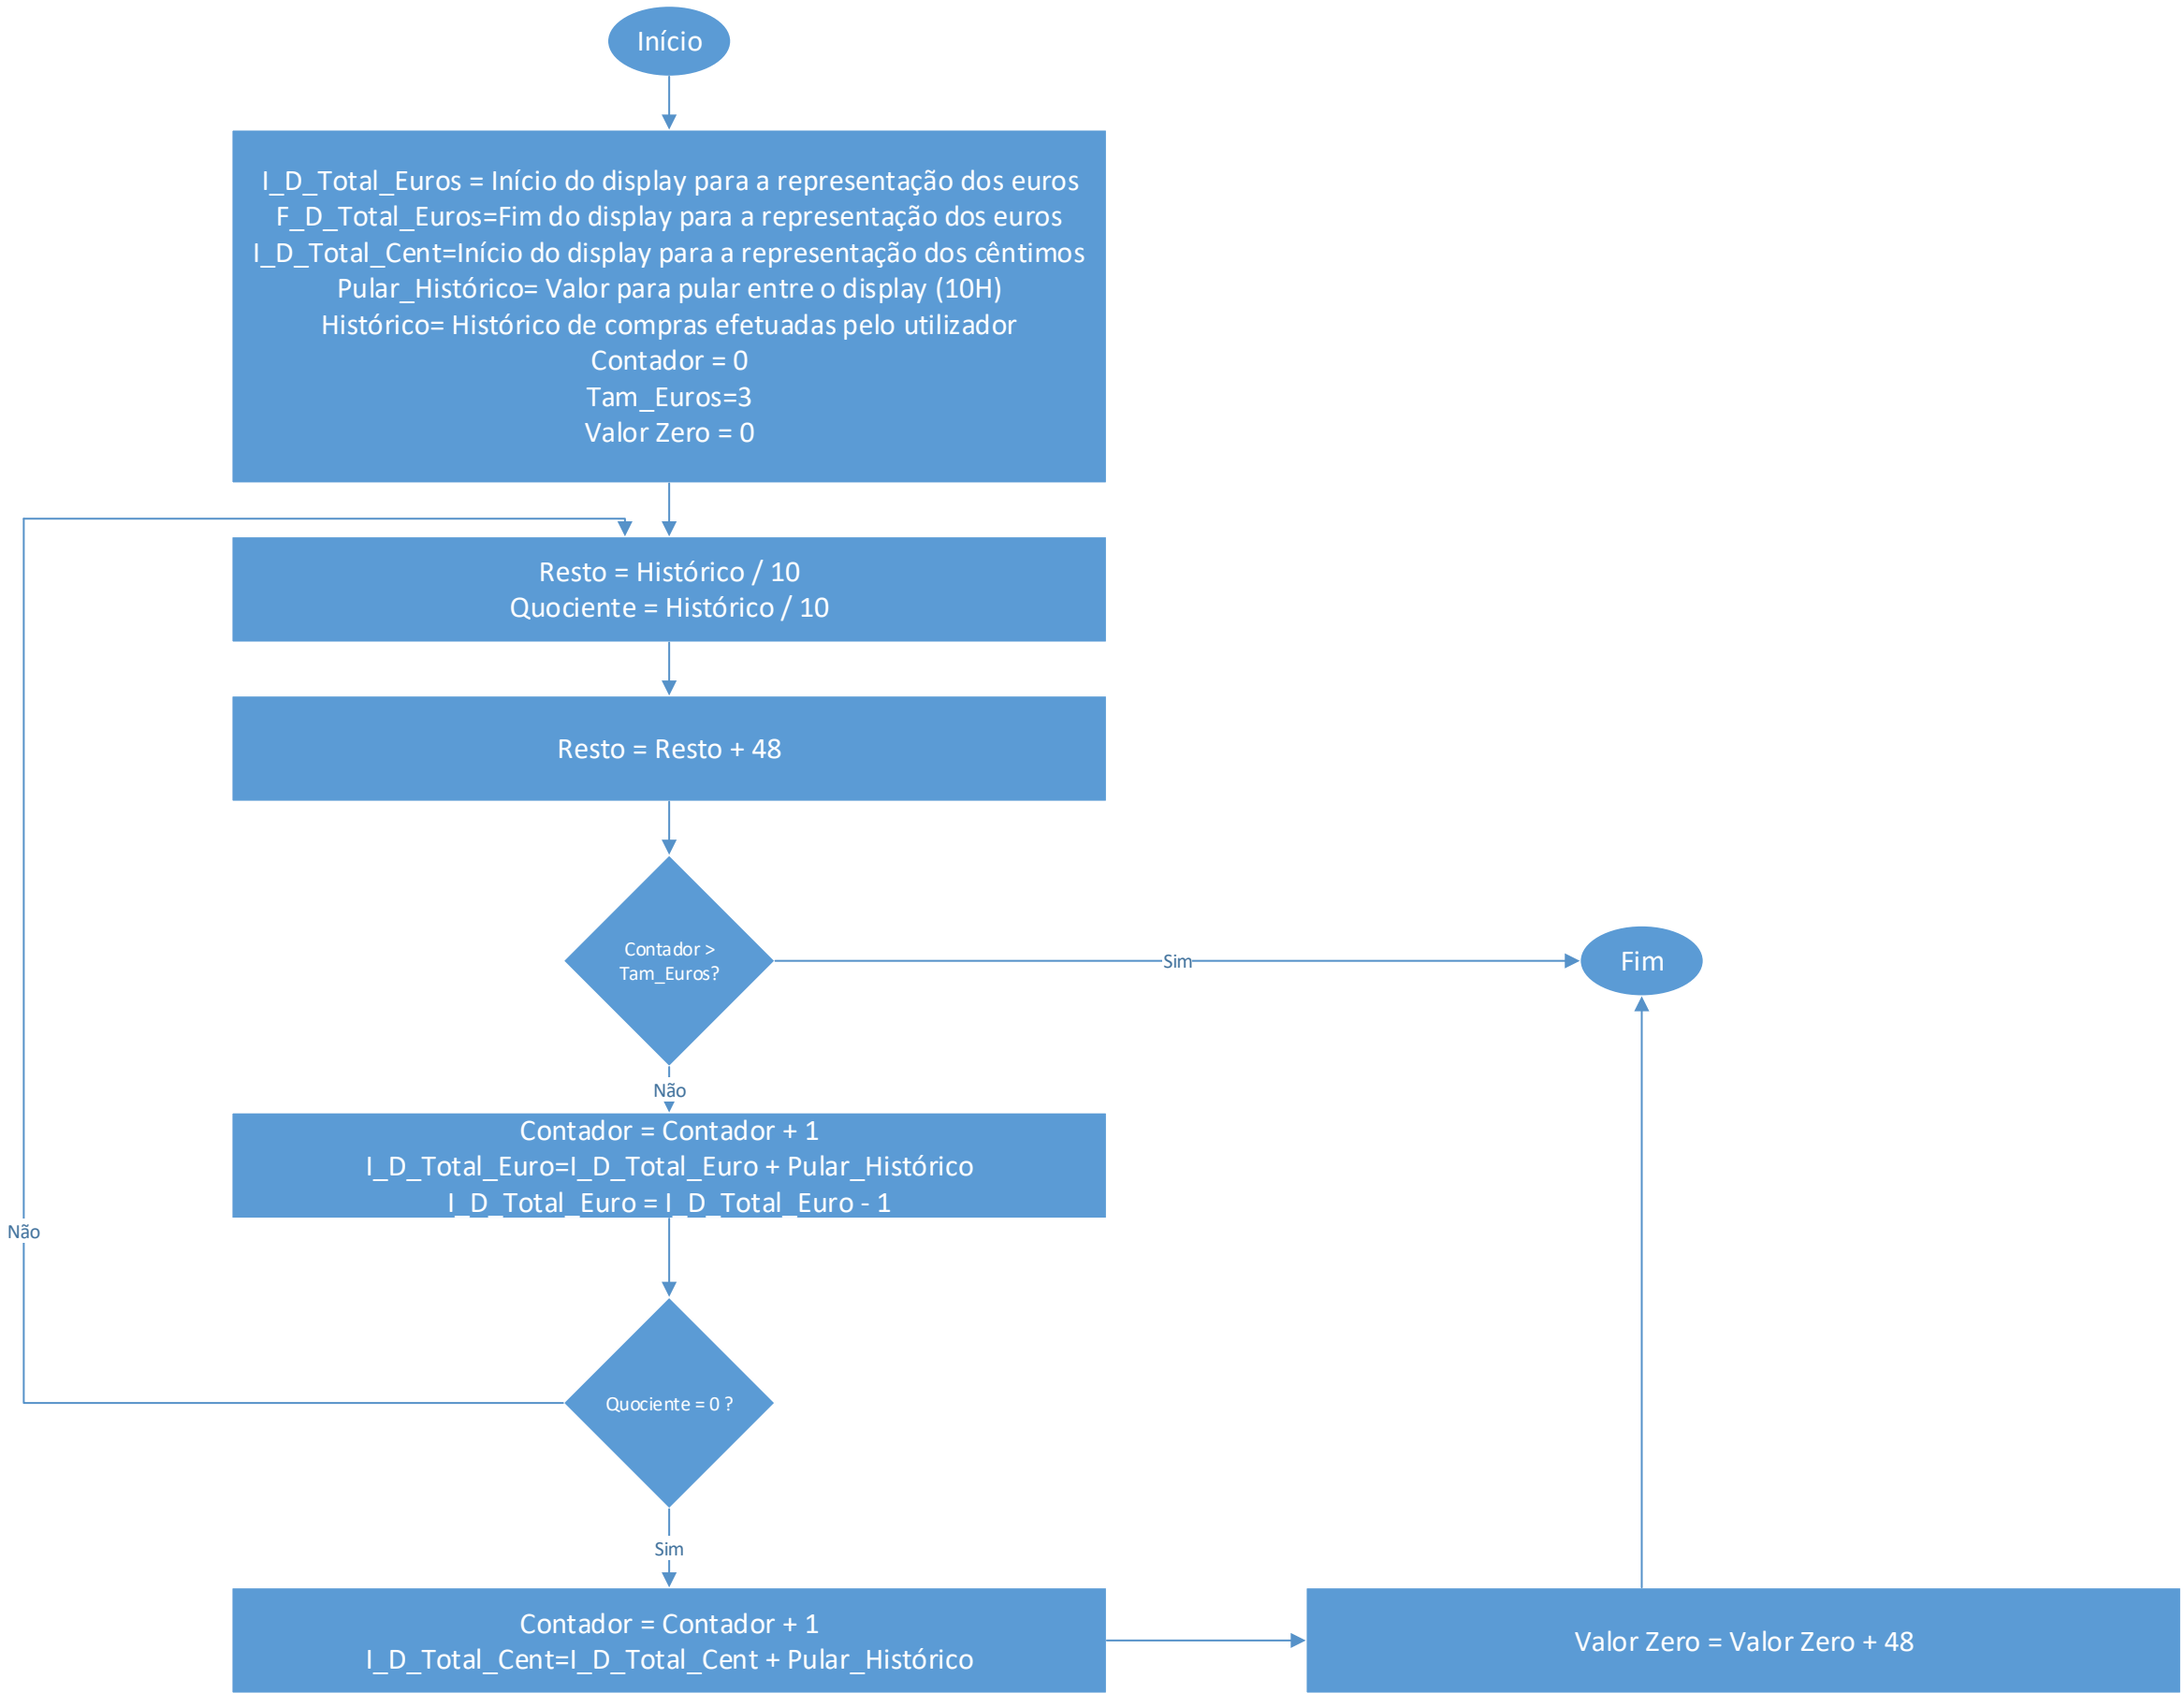 Início
I_D_Total_Euros = Início do display para a representação dos euros
F_D_Total_Euros=Fim do display para a representação dos euros
I_D_Total_Cent=Início do display para a representação dos cêntimos
Pular_Histórico= Valor para pular entre o display (10H)
Histórico= Histórico de compras efetuadas pelo utilizador
Contador = 0
Tam_Euros=3
Valor Zero = 0
Resto = Histórico / 10
Quociente = Histórico / 10
Resto = Resto + 48
Contador >
Tam_Euros?
Sim
Fim
Não
Contador = Contador + 1
I_D_Total_Euro=I_D_Total_Euro + Pular_Histórico
I_D_Total_Euro = I_D_Total_Euro - 1
Não
Quociente = 0 ?
Sim
Contador = Contador + 1
I_D_Total_Cent=I_D_Total_Cent + Pular_Histórico
Valor Zero = Valor Zero + 48